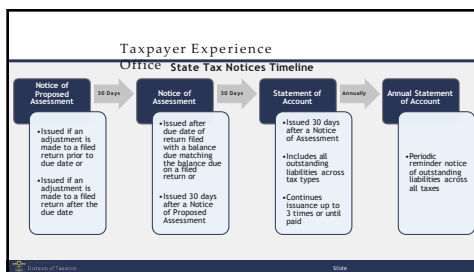 Taxpayer Experience
Office
State Tax Notices Timeline
Notice of
Proposed
Assessment
30 Days
Notice of
Assessment
30 Days
Statement of
Account
Annually
Annual Statement
of Account
•Issued if an
adjustment is
made to a filed
return prior to
due date or
•Issued if an
adjustment is
made to a filed
return after the
due date
•Issued after
due date of
return filed
with a balance
due matching
the balance due
on a filed
return or
•Issued 30 days
after a Notice
of Proposed
Assessment
•Issued 30 days
after a Notice
of Assessment
•Includes all
outstanding
liabilities across
tax types
•Continues
issuance up to
3 times or until
paid
•Periodic
reminder notice
of outstanding
liabilities across
all taxes
Division of Taxation
Slide